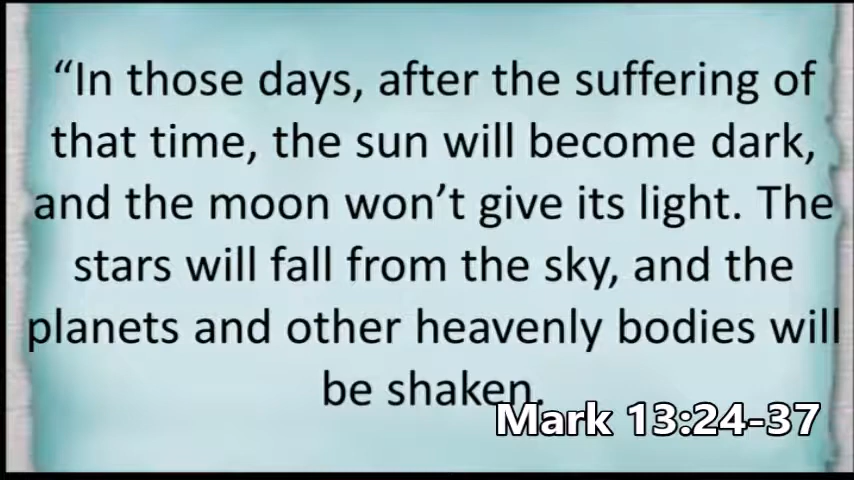 “In those days, after the suffering of
that time, the sun will become dark,
and the moon won’t give its light. The
stars will fall from the sky, and the
planets and other heavenly bodies will
be shaken.
Mark 13:24-37